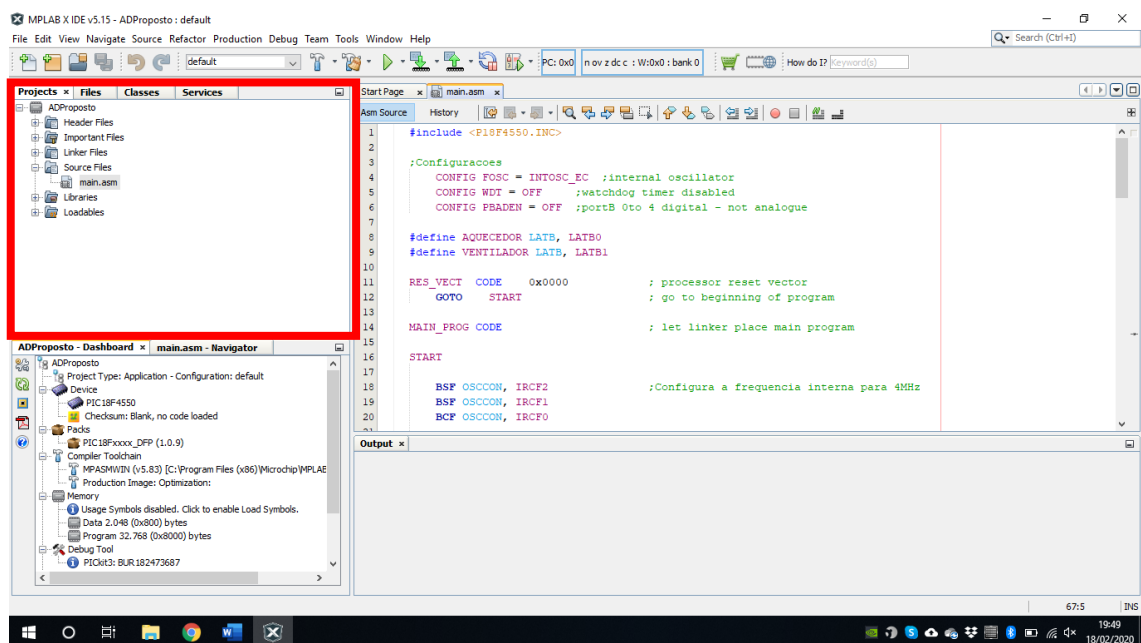 MPLAB X IDE v5.15 - ADProposto : default
File Edit View Navigate Source Refactor Production Debug Team Tools Window Help
Search (Ctrl+I)
default
PC: 0x0
n ov z dc c : W:0x0 : bank 0
How do I? Keyword(s)
Projects Files Classes Services
ADProposto
Header Files
Important Files
Linker Files
Source Files
main.asm
Libraries
Loadables
ADProposto - Dashboard main.asm - Navigator
ADProposto
Project Type: Application - Configuration: default
Device
PIC18F4550
Checksum: Blank, no code loaded
Packs
PIC18Fxxxx_DFP (1.0.9)
Compiler Toolchain
MPASMWIN (v5.83) [C:\Program Files (x86)\Microchip\MPLAB
Production Image: Optimization:
Memory
Usage Symbols disabled. Click to enable Load Symbols.
Data 2.048 (0x800) bytes
Program 32.768 (0x8000) bytes
Debug Tool
PICkit3: BUR182473687
Start Page main.asm
Asm Source History
1 #include <P18F4550.INC>
2
3 ;Configuracoes
4 CONFIG FOSC = INTOSC_EC ;internal oscillator
5 CONFIG WDT = OFF ;watchdog timer disabled
6 CONFIG PBADEN = OFF ;portB 0to 4 digital - not analogue
7
8 #define AQUECEDOR LATB, LATB0
9 #define VENTILADOR LATB, LATB1
10
11 RES_VECT CODE 0x0000 ; processor reset vector
12 GOTO START ; go to beginning of program
13
14 MAIN_PROG CODE ; let linker place main program
15
16 START
17
18 BSF OSCCON, IRCF2 ;Configura a frequencia interna para 4MHz
19 BSF OSCCON, IRCF1
20 BCF OSCCON, IRCF0
Output
67:5 INS
19:49
18/02/2020